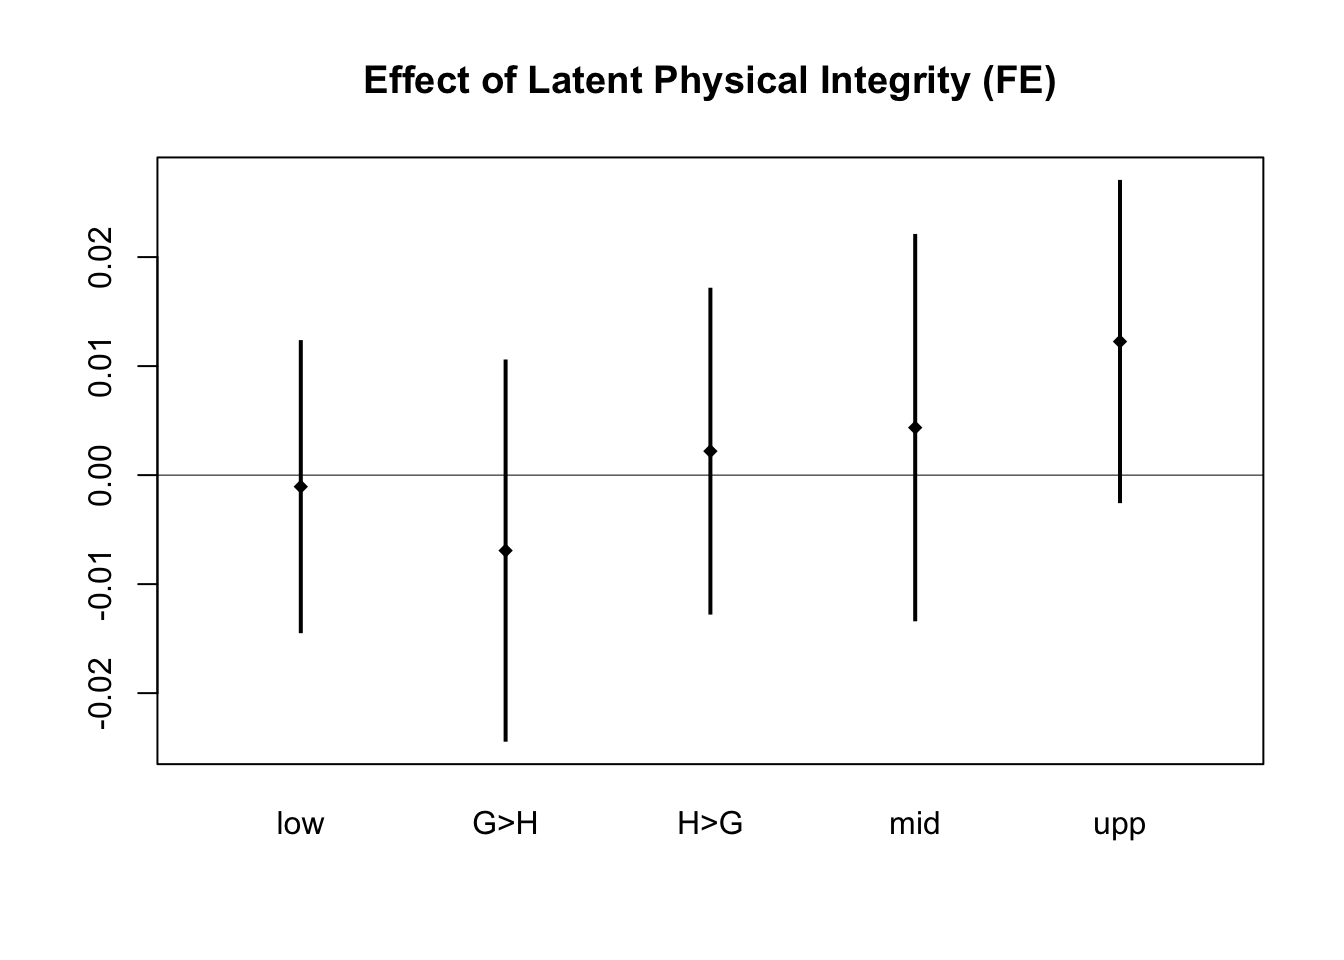 Effect of Latent Physical Integrity (FE)
0.02
0.01
0.00
-0.01
-0.02
low G>H H>G mid upp